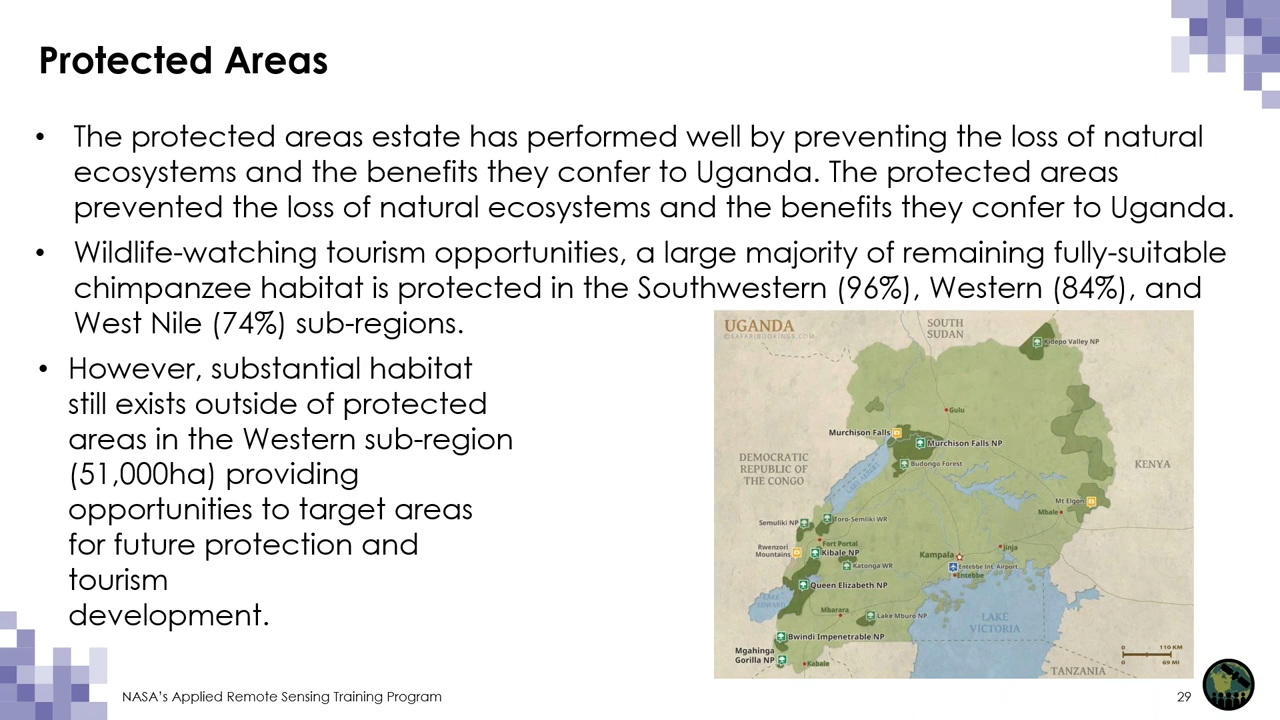 Protected Areas
• The protected areas estate has performed well by preventing the loss of natural
ecosystems and the benefits they confer to Uganda. The protected areas
prevented the loss of natural ecosystems and the benefits they confer to Uganda.
• Wildlife-watching tourism opportunities, a large majority of remaining fully-suitable
chimpanzee habitat is protected in the Southwestern (96%), Western (84%), and
West Nile (74%) sub-regions.
• However, substantial habitat
still exists outside of protected
areas in the Western sub-region
(51,000ha) providing
opportunities to target areas
for future protection and
tourism
development.
UGANDA
©SAFARIBOOKINGS.COM
SOUTH
SUDAN
Kidepo Valley NP
Gulu
Murchison Falls
Murchison Falls NP
DEMOCRATIC
REPUBLIC OF
THE CONGO
Budongo Forest
KENYA
LAKE ALBERT
Mt Elgon
Mbale
Semuliki NP
Toro-Semliki WR
Fort Portal
Rwenzori
Mountains
Kibale NP
Kampala
Jinja
Katonga WR
Entebbe Int. Airport
Entebbe
Queen Elizabeth NP
LAKE
EDWARD
Mbarara
Lake Mburo NP
LAKE
VICTORIA
Bwindi Impenetrable NP
Mgahinga
Gorilla NP
Kabale
0 110 KM
0 69 MI
TANZANIA
NASA's Applied Remote Sensing Training Program
29